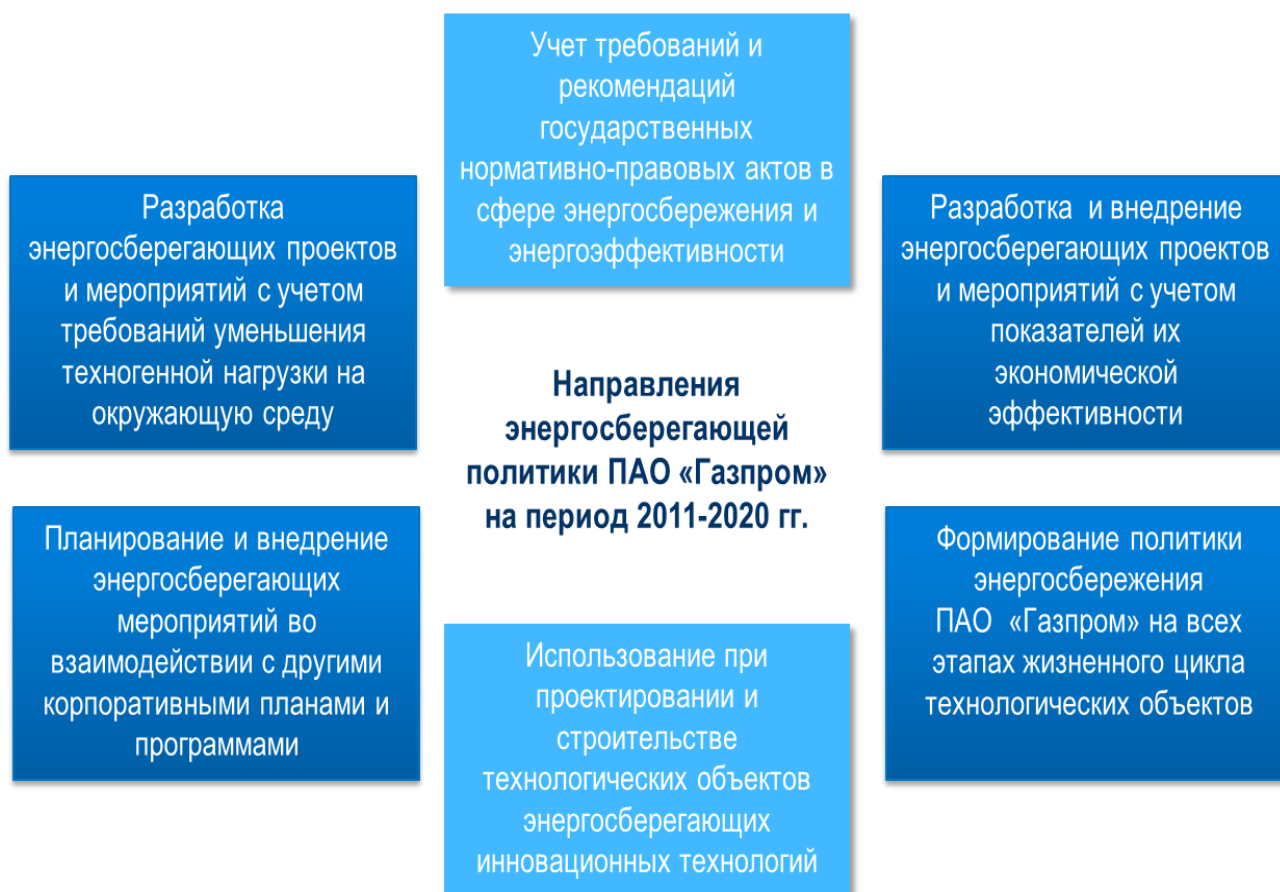 Учет требований и
рекомендаций
государственных
нормативно-правовых актов в
сфере энергосбережения и
энергоэффективности
Разработка
энергосберегающих проектов
и мероприятий с учетом
требований уменьшения
техногенной нагрузки на
окружающую среду
Разработка и внедрение
энергосберегающих проектов
и мероприятий с учетом
показателей их
экономической
эффективности
Направления
энергосберегающей
политики ПАО «Газпром»
на период 2011-2020 гг.
Планирование и внедрение
энергосберегающих
мероприятий во
взаимодействии с другими
корпоративными планами и
программами
Формирование политики
энергосбережения
ПАО «Газпром» на всех
этапах жизненного цикла
технологических объектов
Использование при
проектировании и
строительстве
технологических объектов
энергосберегающих
инновационных технологий